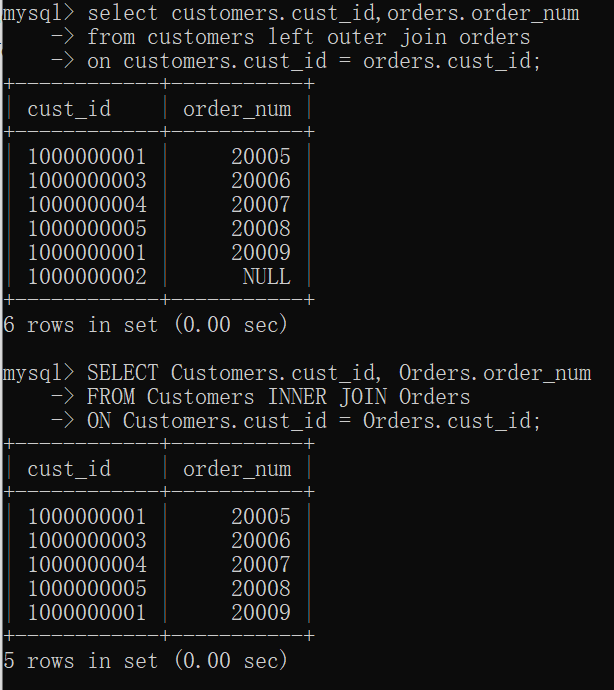 mysql> select customers.cust_id,orders.order_num
    -> from customers left outer join orders
    -> on customers.cust_id = orders.cust_id;
+------------+-----------+
| cust_id    | order_num |
+------------+-----------+
| 1000000001 |     20005 |
| 1000000003 |     20006 |
| 1000000004 |     20007 |
| 1000000005 |     20008 |
| 1000000001 |     20009 |
| 1000000002 |      NULL |
+------------+-----------+
6 rows in set (0.00 sec)

mysql> SELECT Customers.cust_id, Orders.order_num
    -> FROM Customers INNER JOIN Orders
    -> ON Customers.cust_id = Orders.cust_id;
+------------+-----------+
| cust_id    | order_num |
+------------+-----------+
| 1000000001 |     20005 |
| 1000000003 |     20006 |
| 1000000004 |     20007 |
| 1000000005 |     20008 |
| 1000000001 |     20009 |
+------------+-----------+
5 rows in set (0.00 sec)